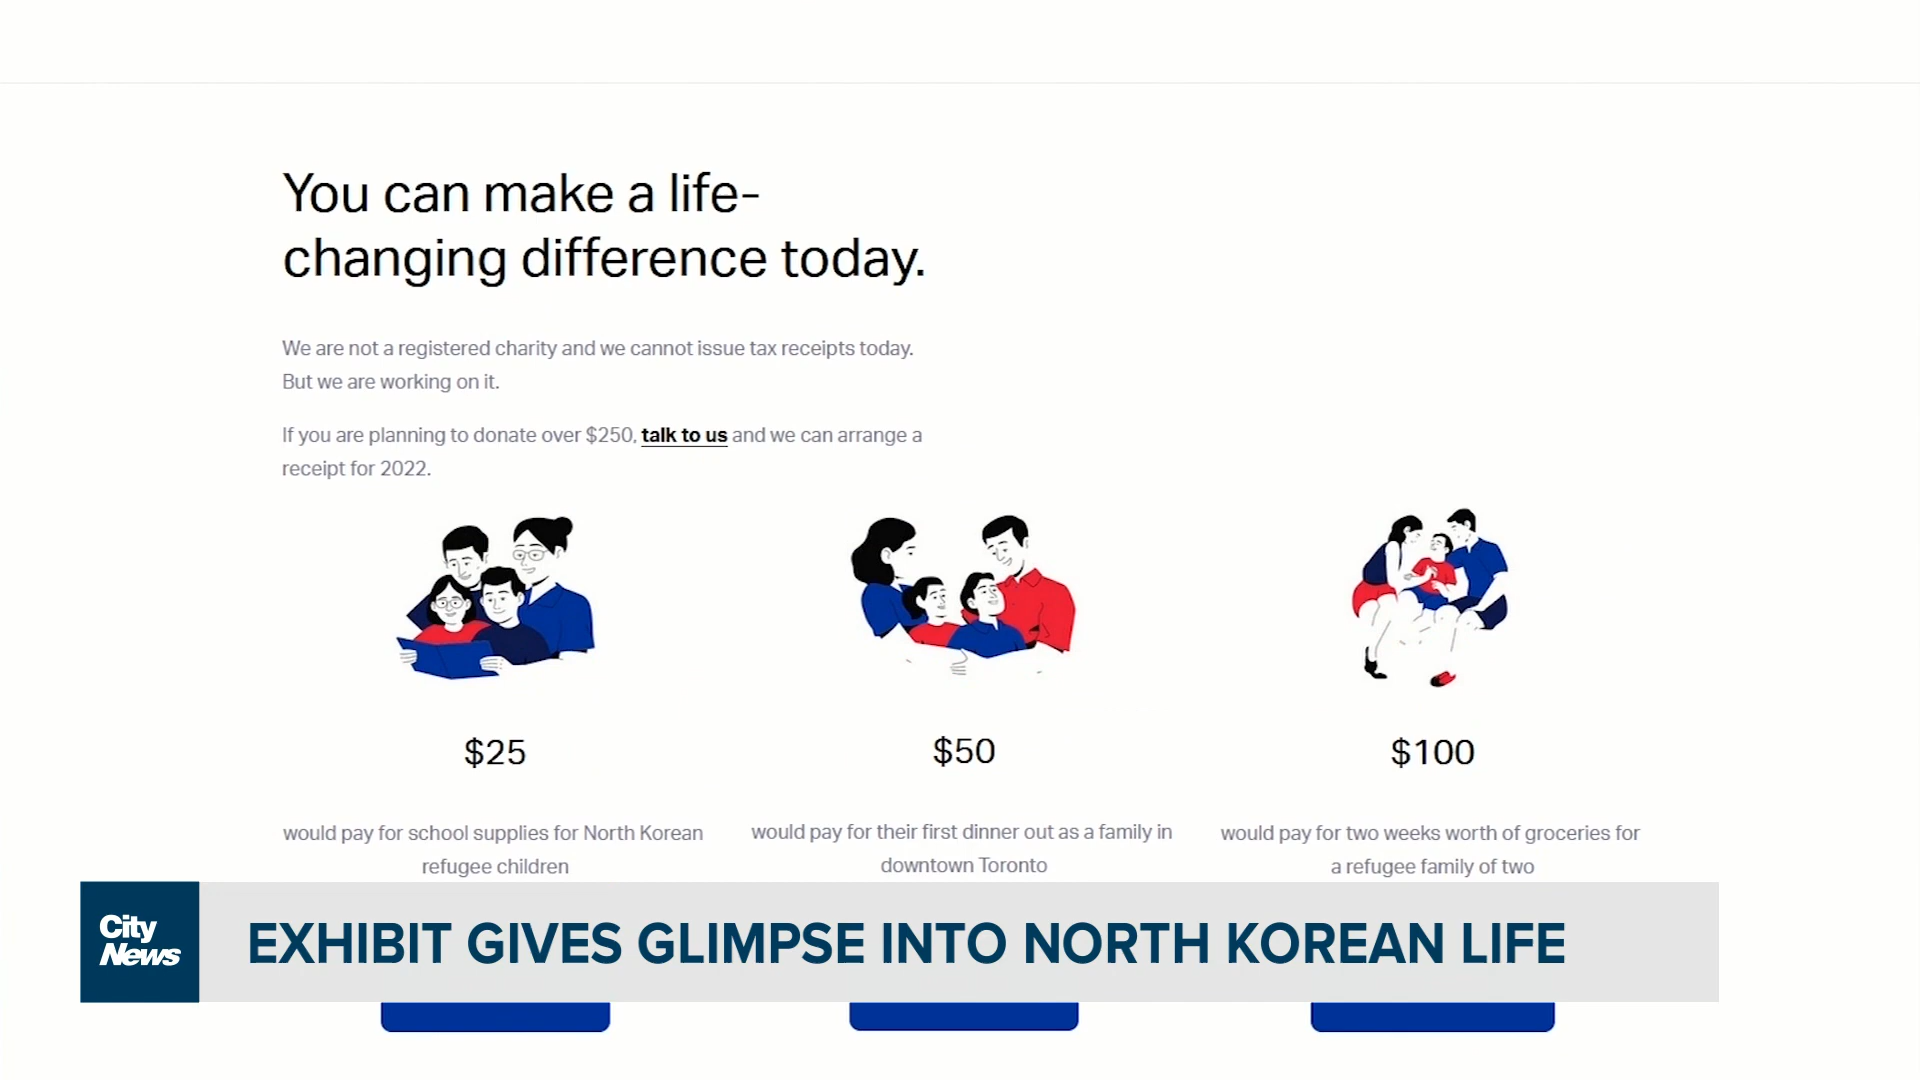 You can make a life-
changing difference today.
We are not a registered charity and we cannot issue tax receipts today.
But we are working on it.
If you are planning to donate over $250, talk to us and we can arrange a
receipt for 2022.
$25
would pay for school supplies for North Korean
refugee children
$50
would pay for their first dinner out as a family in
downtown Toronto
$100
would pay for two weeks worth of groceries for
a refugee family of two
City
News
EXHIBIT GIVES GLIMPSE INTO NORTH KOREAN LIFE